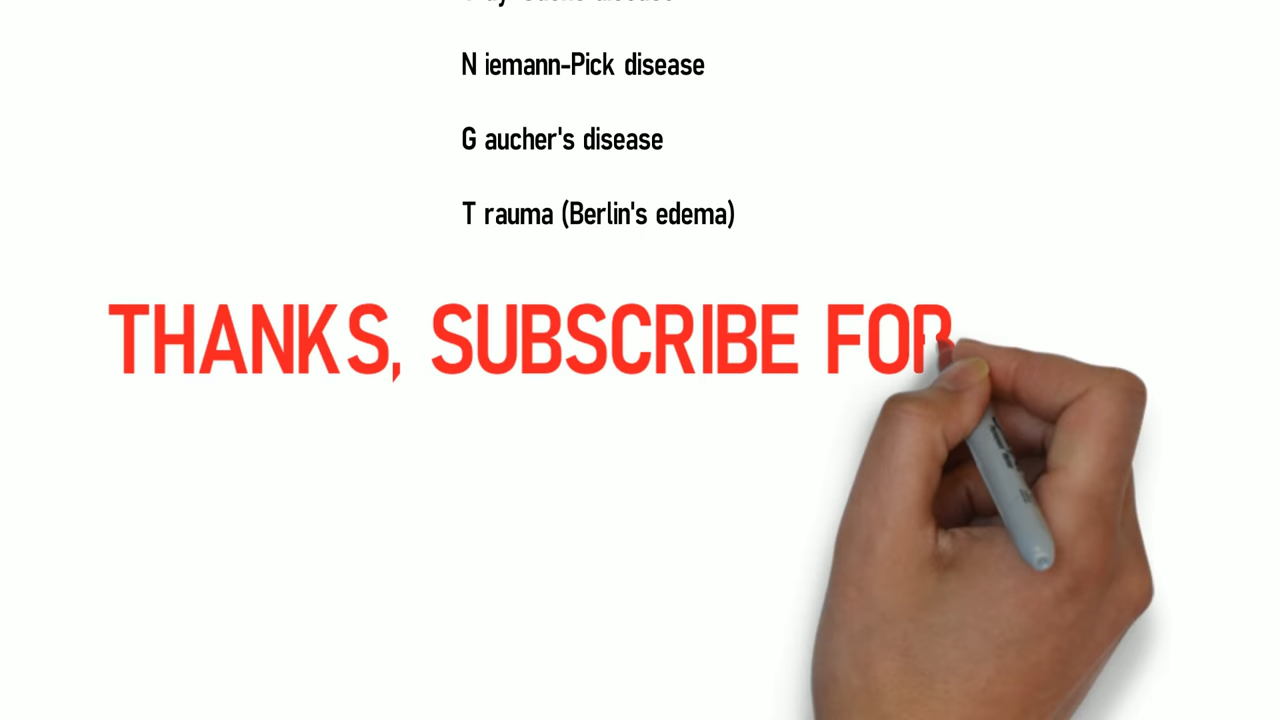 N iemann-Pick disease
G aucher's disease
T rauma (Berlin's edema)
THANKS, SUBSCRIBE FOR